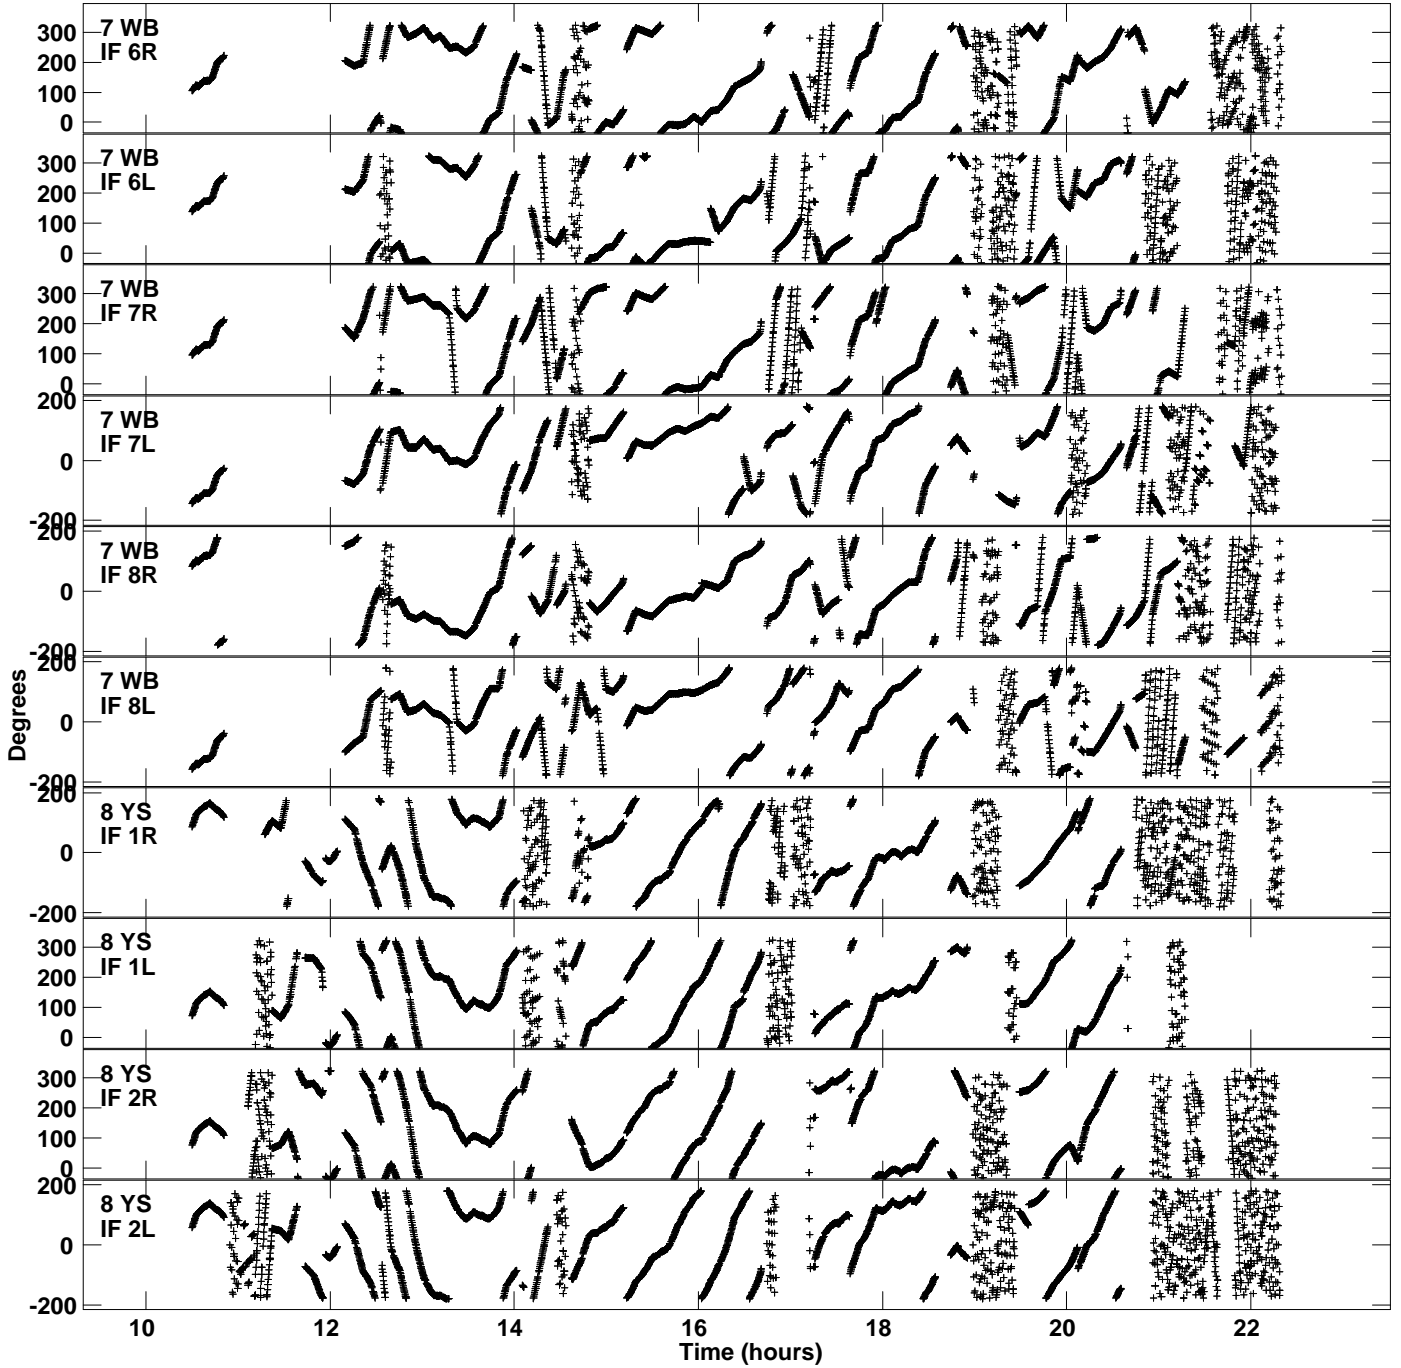 7 WB
IF 6R
300
200
100
0
7 WB
IF 6L
300
200
100
0
7 WB
IF 7R
300
200
100
0
7 WB
IF 7L
200
0
-200
7 WB
IF 8R
200
0
-200
7 WB
IF 8L
200
0
-200
8 YS
IF 1R
200
0
-200
8 YS
IF 1L
300
200
100
0
8 YS
IF 2R
300
200
100
0
8 YS
IF 2L
200
0
-200
Degrees
10 12 14 16 18 20 22
Time (hours)